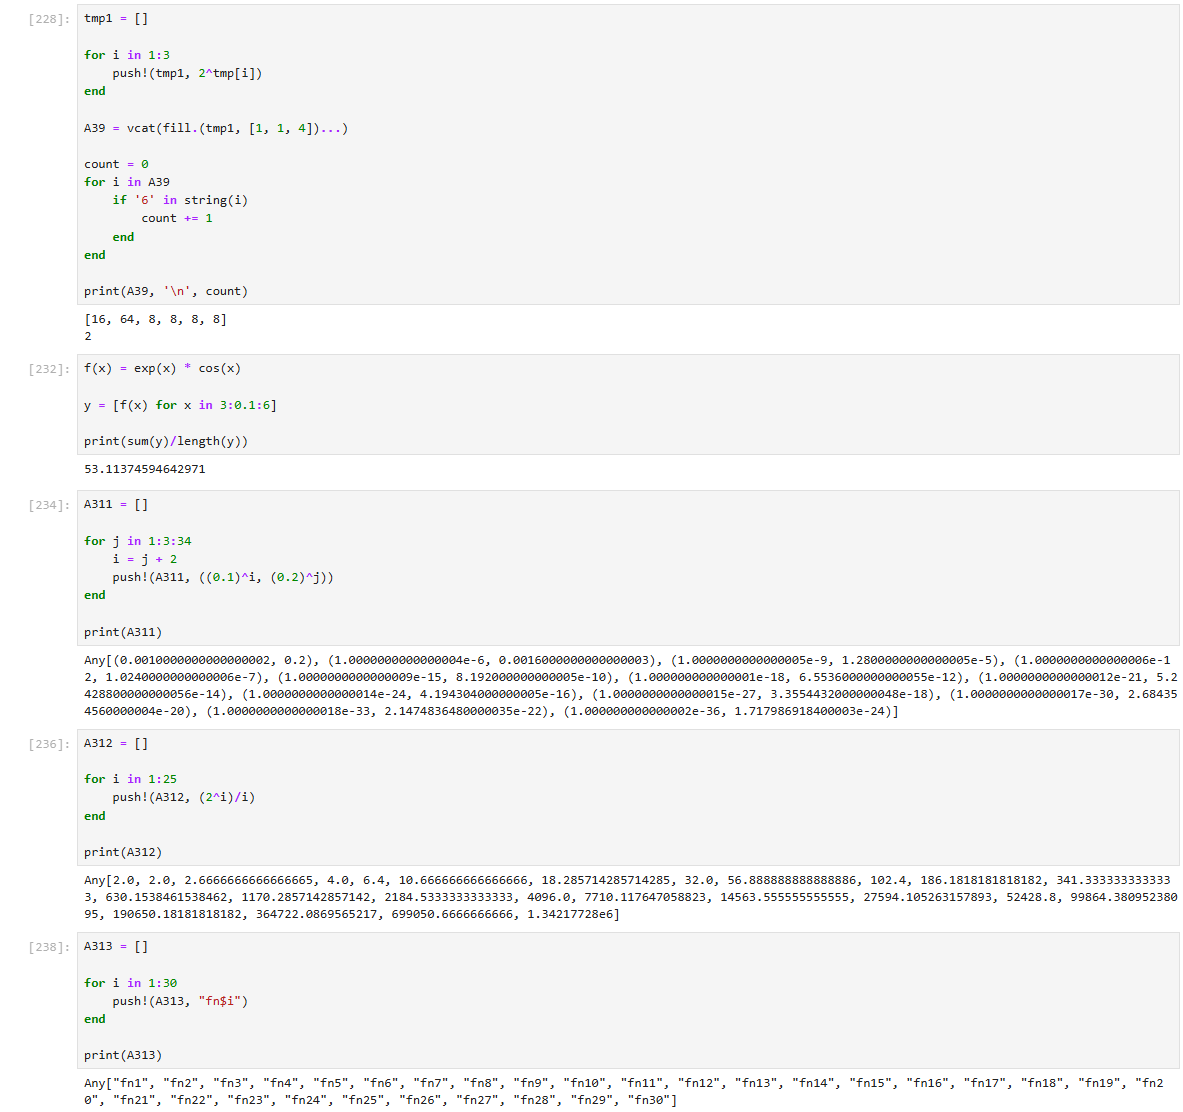 [228]:
tmp1 = []
for i in 1:3
    push!(tmp1, 2^tmp[i])
end
A39 = vcat(fill.(tmp1, [1, 1, 4])...)
count = 0
for i in A39
    if '6' in string(i)
        count += 1
    end
end
print(A39, '\n', count)
[16, 64, 8, 8, 8, 8]
2
[232]:
f(x) = exp(x) * cos(x)
y = [f(x) for x in 3:0.1:6]
print(sum(y)/length(y))
53.11374594642971
[234]:
A311 = []
for j in 1:3:34
    i = j + 2
    push!(A311, ((0.1)^i, (0.2)^j))
end
print(A311)
Any[(0.0010000000000000002, 0.2), (1.0000000000000004e-6, 0.0016000000000000003), (1.0000000000000005e-9, 1.2800000000000005e-5), (1.0000000000000006e-1
2, 1.0240000000000006e-7), (1.0000000000000009e-15, 8.192000000000005e-10), (1.000000000000001e-18, 6.553600000000055e-12), (1.0000000000000012e-21, 5.2
428800000000056e-14), (1.0000000000000014e-24, 4.194304000000005e-16), (1.0000000000000015e-27, 3.3554432000000048e-18), (1.0000000000000017e-30, 2.68435
4560000004e-20), (1.0000000000000018e-33, 2.1474836480000035e-22), (1.000000000000002e-36, 1.717986918400003e-24)]
[236]:
A312 = []
for i in 1:25
    push!(A312, (2^i)/i)
end
print(A312)
Any[2.0, 2.0, 2.6666666666666665, 4.0, 6.4, 10.666666666666666, 18.285714285714285, 32.0, 56.888888888888886, 102.4, 186.1818181818182, 341.333333333333
3, 630.1538461538462, 1170.2857142857142, 2184.5333333333333, 4096.0, 7710.117647058823, 14563.555555555555, 27594.105263157893, 52428.8, 99864.380952380
95, 190650.18181818182, 364722.0869565217, 699050.6666666666, 1.34217728e6]
[238]:
A313 = []
for i in 1:30
    push!(A313, "fn$i")
end
print(A313)
Any["fn1", "fn2", "fn3", "fn4", "fn5", "fn6", "fn7", "fn8", "fn9", "fn10", "fn11", "fn12", "fn13", "fn14", "fn15", "fn16", "fn17", "fn18", "fn19", "fn2
0", "fn21", "fn22", "fn23", "fn24", "fn25", "fn26", "fn27", "fn28", "fn29", "fn30"]